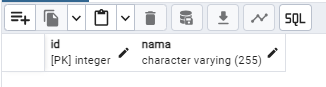 SQL
id nama
[PK] integer character varying (255)